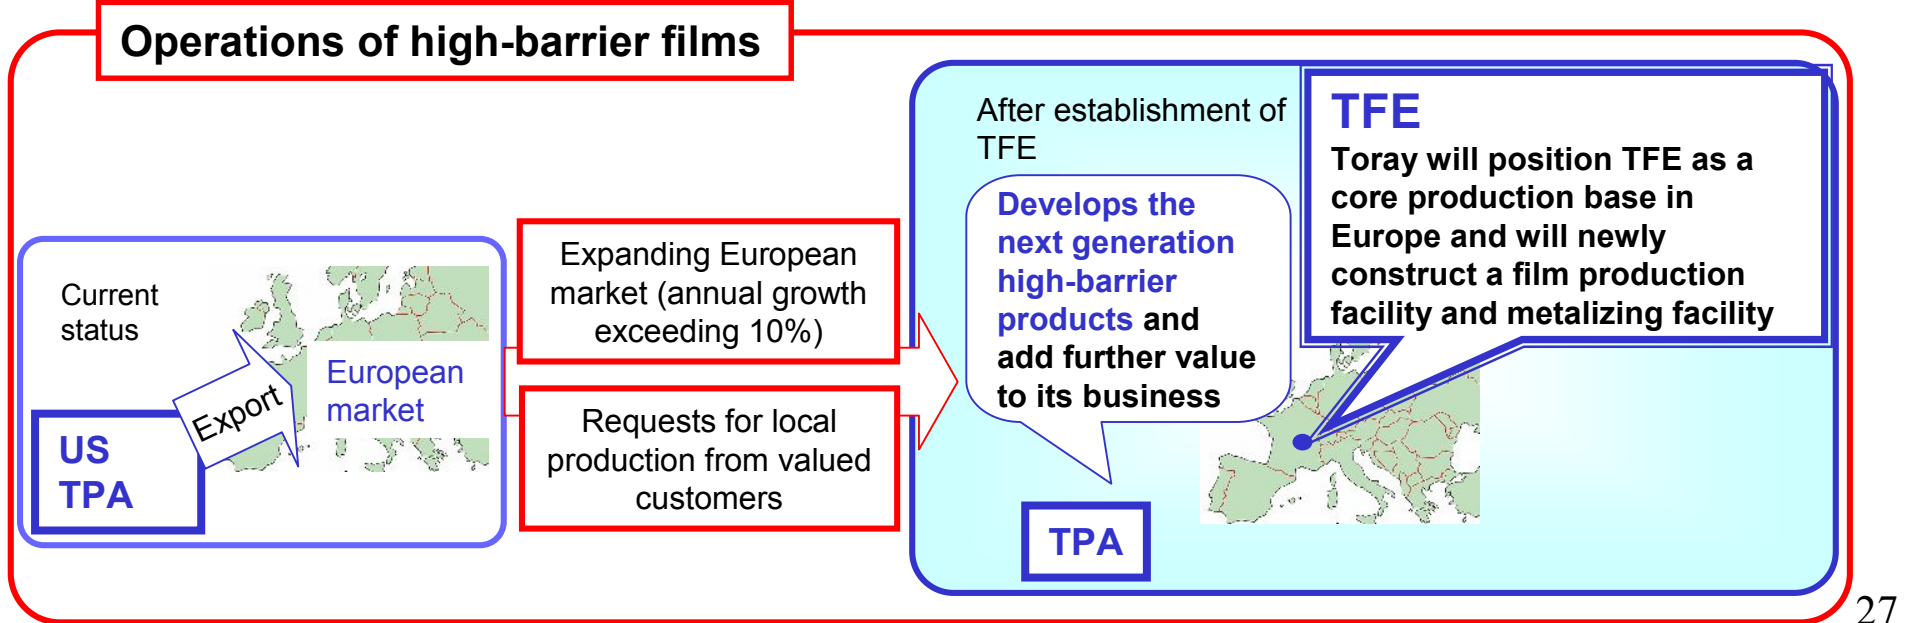 Operations of high-barrier films
Current
status
Export
European
market
US
TPA
Expanding European
market (annual growth
exceeding 10%)
Requests for local
production from valued
customers
After establishment of
TFE
Develops the
next generation
high-barrier
products and
add further value
to its business
TPA
TFE
Toray will position TFE as a
core production base in
Europe and will newly
construct a film production
facility and metalizing facility
27